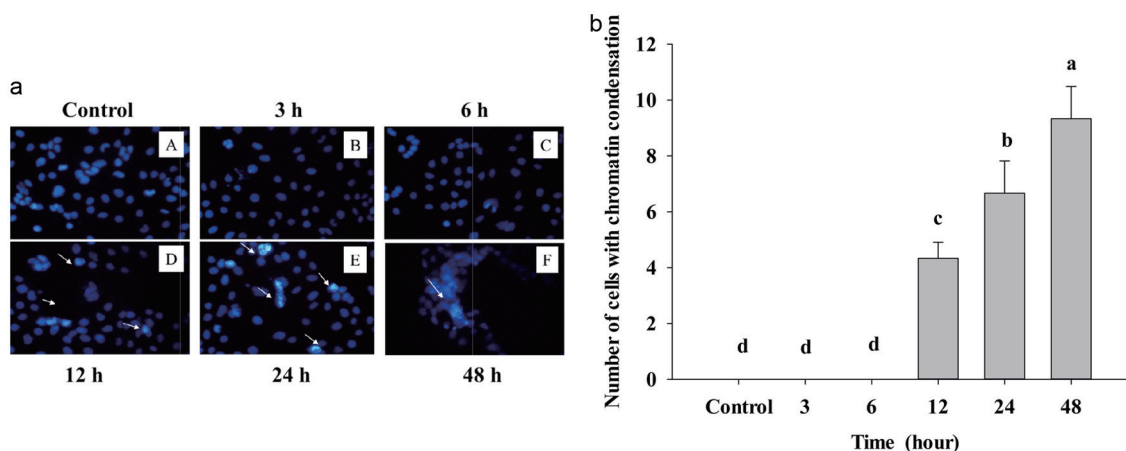 a
Control 3 h 6 h
A B C
D E F
12 h 24 h 48 h
b
Number of cells with chromatin condensation
12
10
8
6
4
2
0
d d d c b a
Control 3 6 12 24 48
Time (hour)